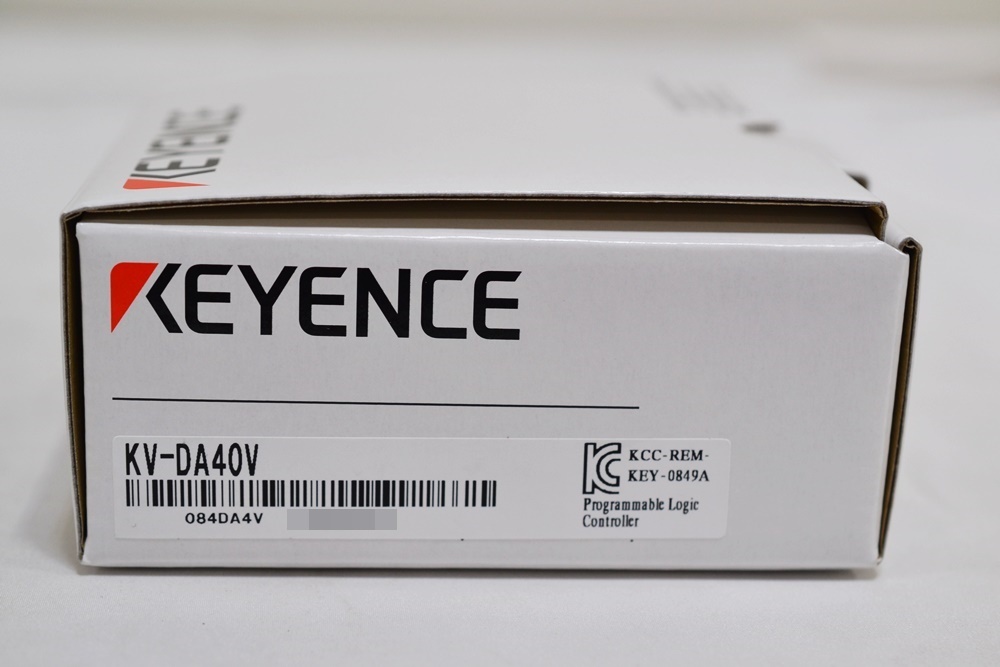 KEYENCE
KEYENCE
KV-DA40V
084DA4V
KCC-REM-
KEY-0849A
Programmable Logic
Controller